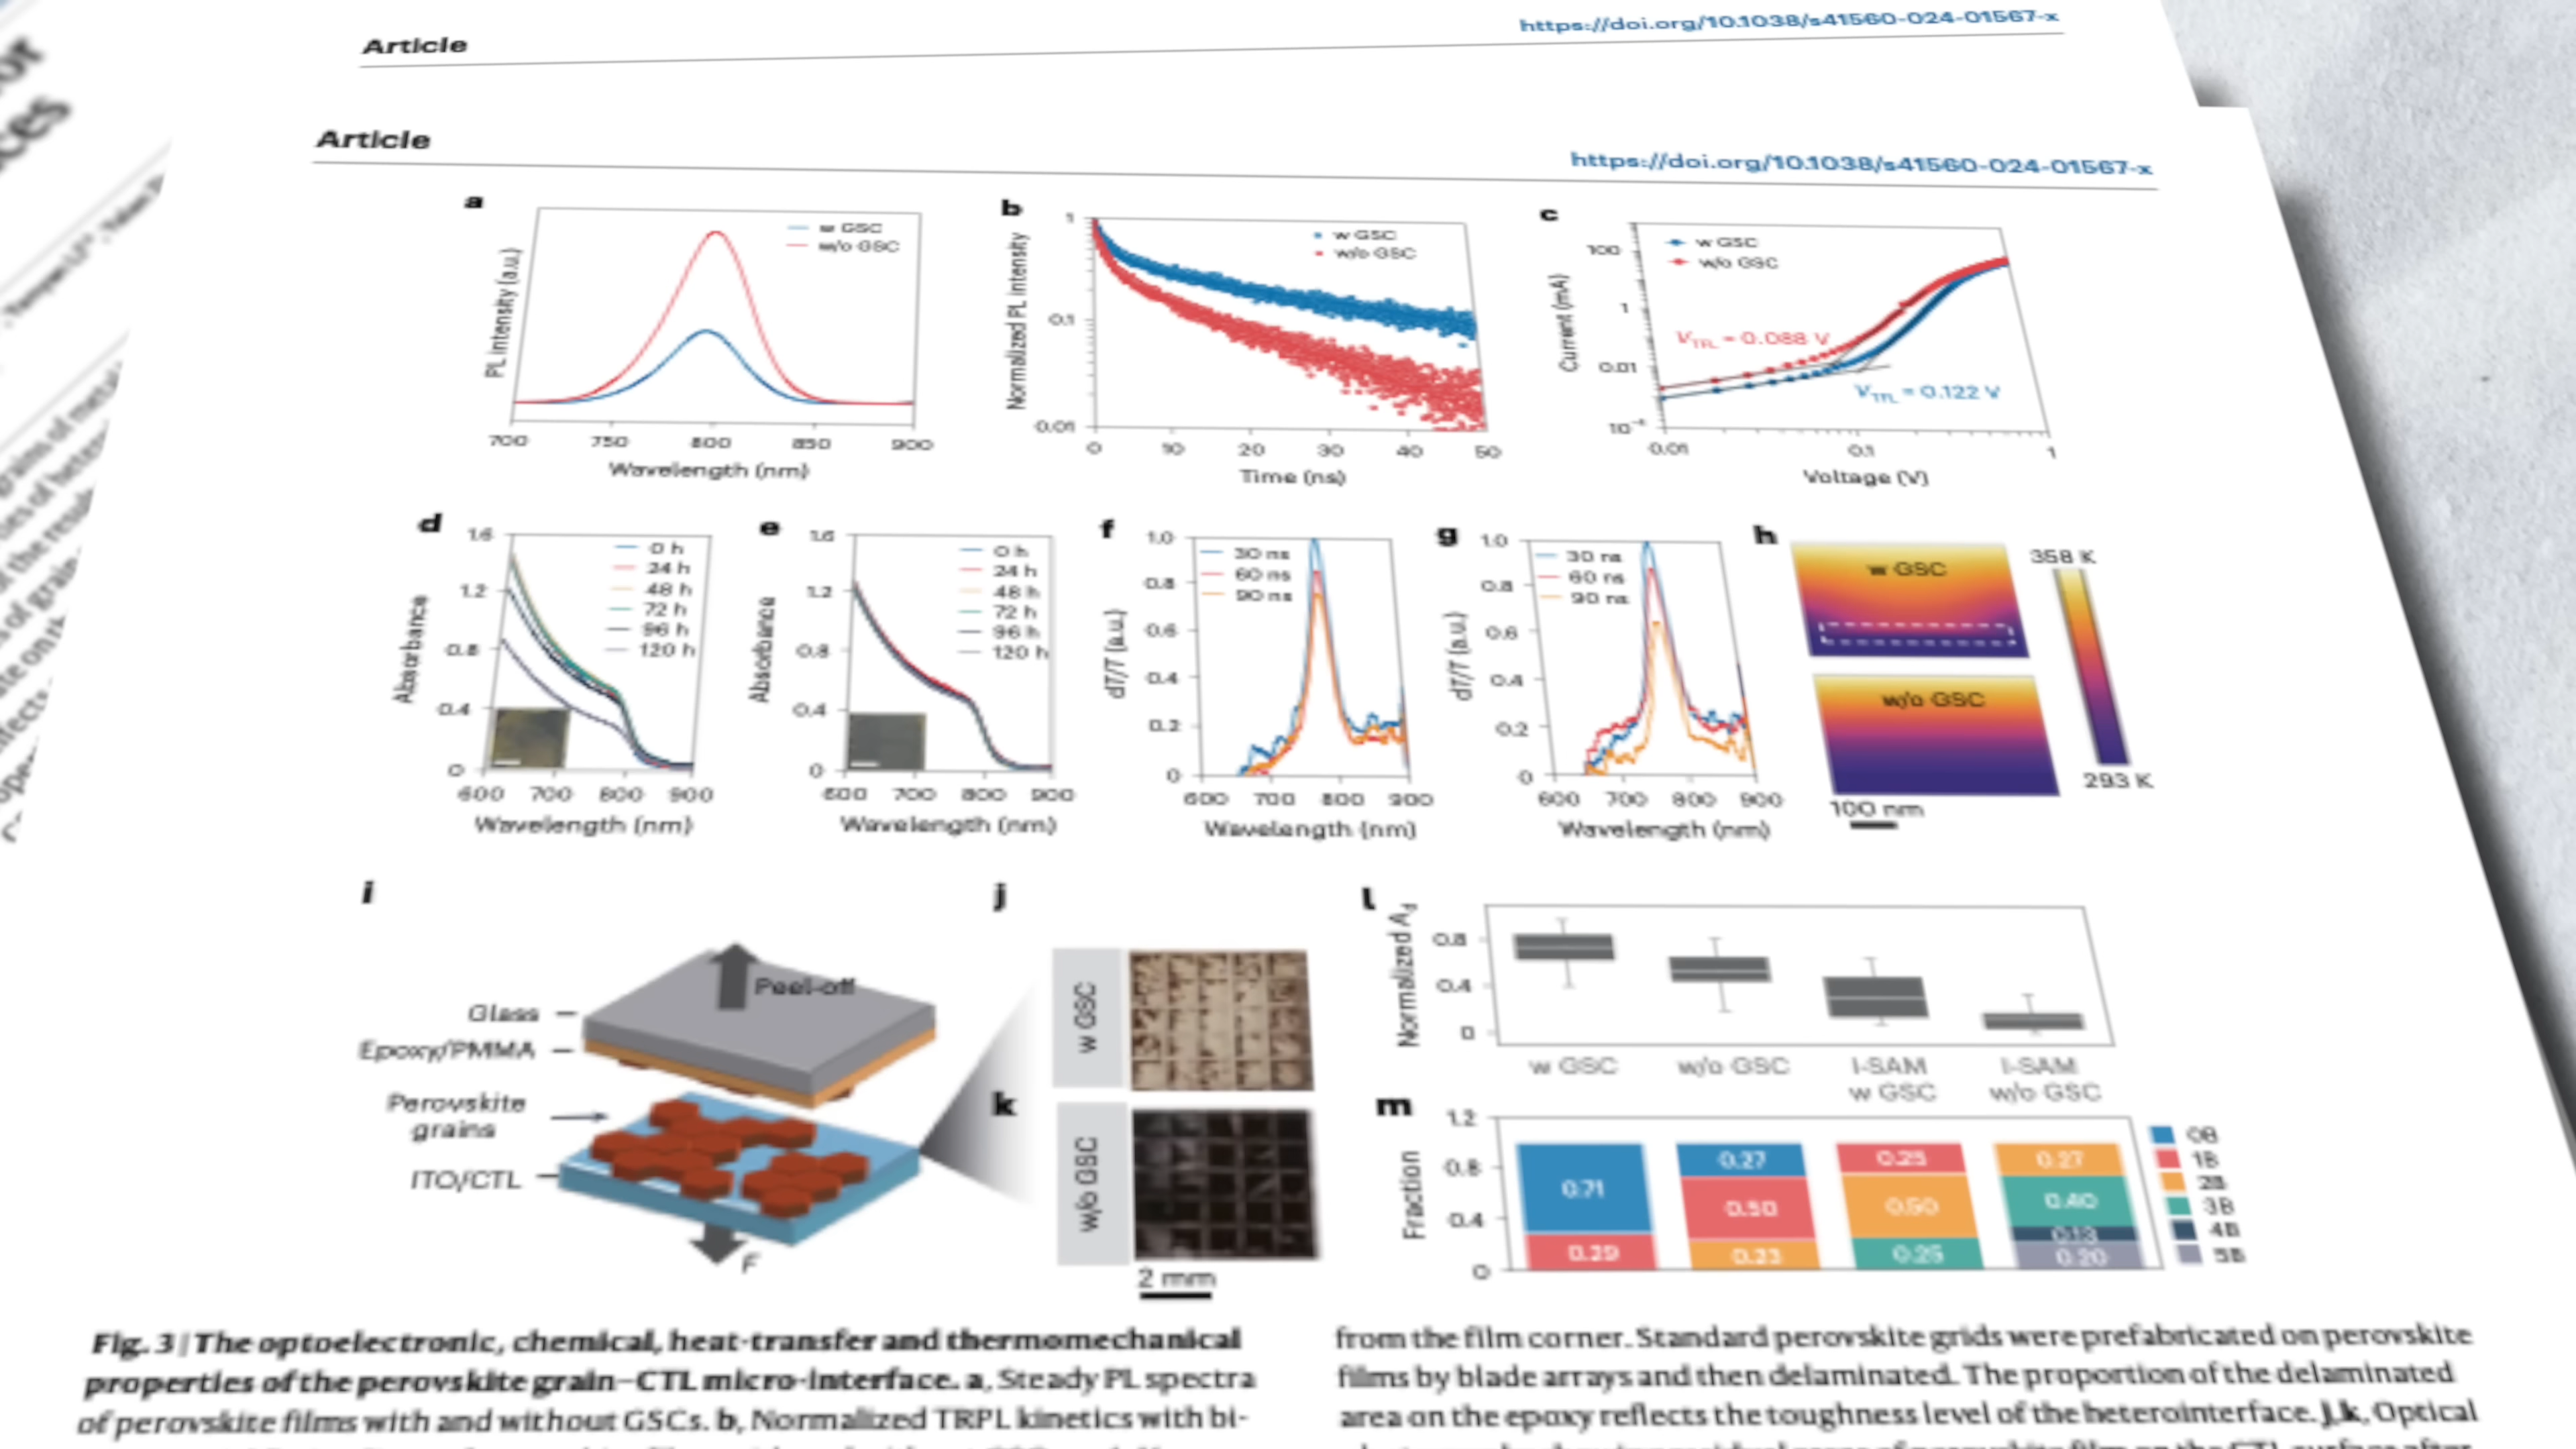 Article
https://doi.org/10.1038/s41560-024-01567-x
Article
https://doi.org/10.1038/s41560-024-01567-x
a
w GSC
w/o GSC
PL intensity (a.u.)
700 750 800 850 900
Wavelength (nm)
b
w GSC
w/o GSC
Normalized PL intensity
1
0.1
0.01
0 10 20 30 40 50
Time (ns)
c
w GSC
w/o GSC
Current (mA)
100
1
0.01
10⁻⁴
V_TFL = 0.088 V
V_TFL = 0.122 V
0.01 0.1 1
Voltage (V)
d
0 h
24 h
48 h
72 h
96 h
120 h
Absorbance
1.6
1.2
0.8
0.4
0
600 700 800 900
Wavelength (nm)
e
0 h
24 h
48 h
72 h
96 h
120 h
Absorbance
1.6
1.2
0.8
0.4
0
600 700 800 900
Wavelength (nm)
f
30 ns
60 ns
90 ns
dT/T (a.u.)
1.0
0.8
0.6
0.4
0.2
0
600 700 800 900
Wavelength (nm)
g
30 ns
60 ns
90 ns
dT/T (a.u.)
1.0
0.8
0.6
0.4
0.2
0
600 700 800 900
Wavelength (nm)
h
w GSC
w/o GSC
358 K
293 K
100 nm
i
Peel-off
Glass
Epoxy/PMMA
Perovskite
grains
ITO/CTL
F
j
w GSC
k
w/o GSC
2 mm
l
Normalized A_d
0.8
0.4
0
w GSC
w/o GSC
I-SAM
w GSC
I-SAM
w/o GSC
m
Fraction
1.2
0.8
0.4
0
0.71
0.29
0.27
0.50
0.23
0.25
0.50
0.25
0.27
0.40
0.13
0.20
0B
1B
2B
3B
4B
5B
Fig. 3 | The optoelectronic, chemical, heat-transfer and thermomechanical
properties of the perovskite grain–CTL micro-interface. a, Steady PL spectra
of perovskite films with and without GSCs. b, Normalized TRPL kinetics with bi-
from the film corner. Standard perovskite grids were prefabricated on perovskite
films by blade arrays and then delaminated. The proportion of the delaminated
area on the epoxy reflects the toughness level of the heterointerface. j,k, Optical